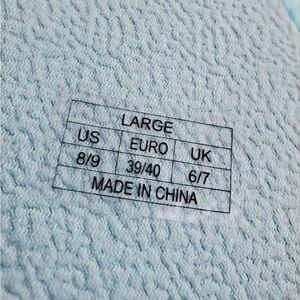 LARGE
US EURO UK
8/9 39/40 6/7
MADE IN CHINA